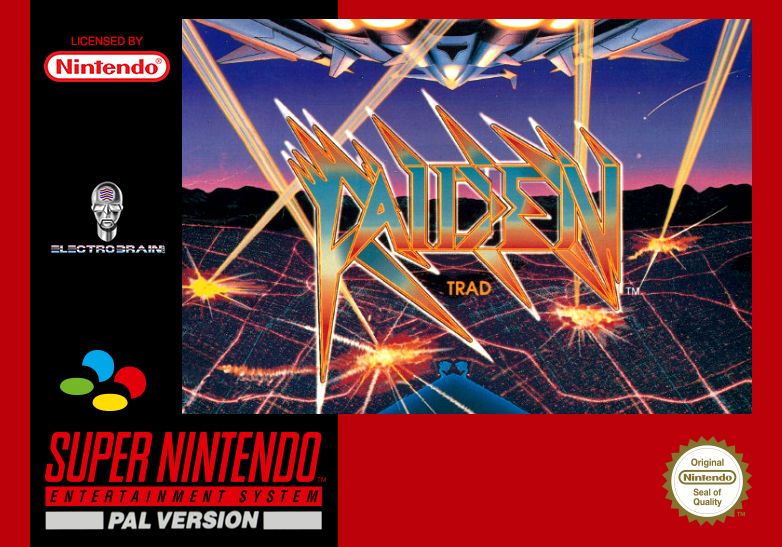 LICENSED BY
Nintendo®
ELECTROBRAIN
RAIDEN
TRAD
TM
SUPER NINTENDO TM
ENTERTAINMENT SYSTEM
PAL VERSION
Original
Nintendo
Seal of
Quality
TM